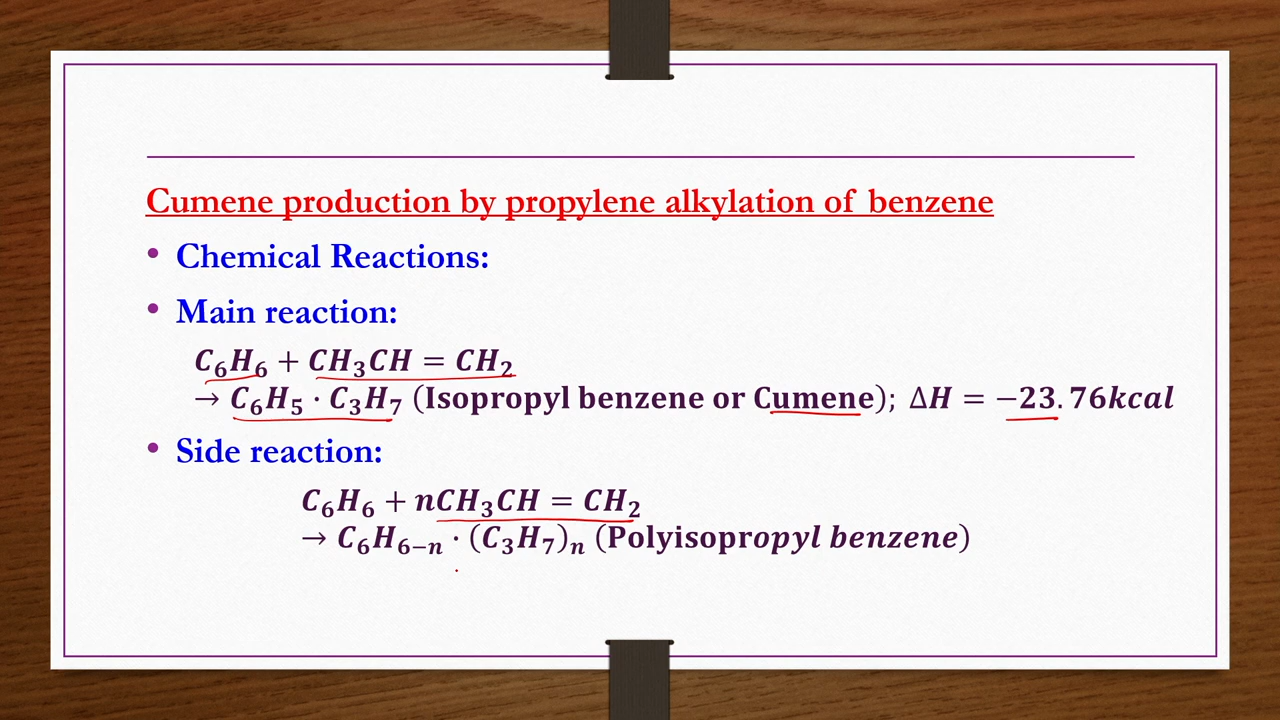 Cumene production by propylene alkylation of benzene
• Chemical Reactions:
• Main reaction:
C₆H₆ + CH₃CH = CH₂
→ C₆H₅ · C₃H₇ (Isopropyl benzene or Cumene); ΔH = −23.76kcal
• Side reaction:
C₆H₆ + nCH₃CH = CH₂
→ C₆H₆₋ₙ · (C₃H₇)ₙ (Polyisopropyl benzene)